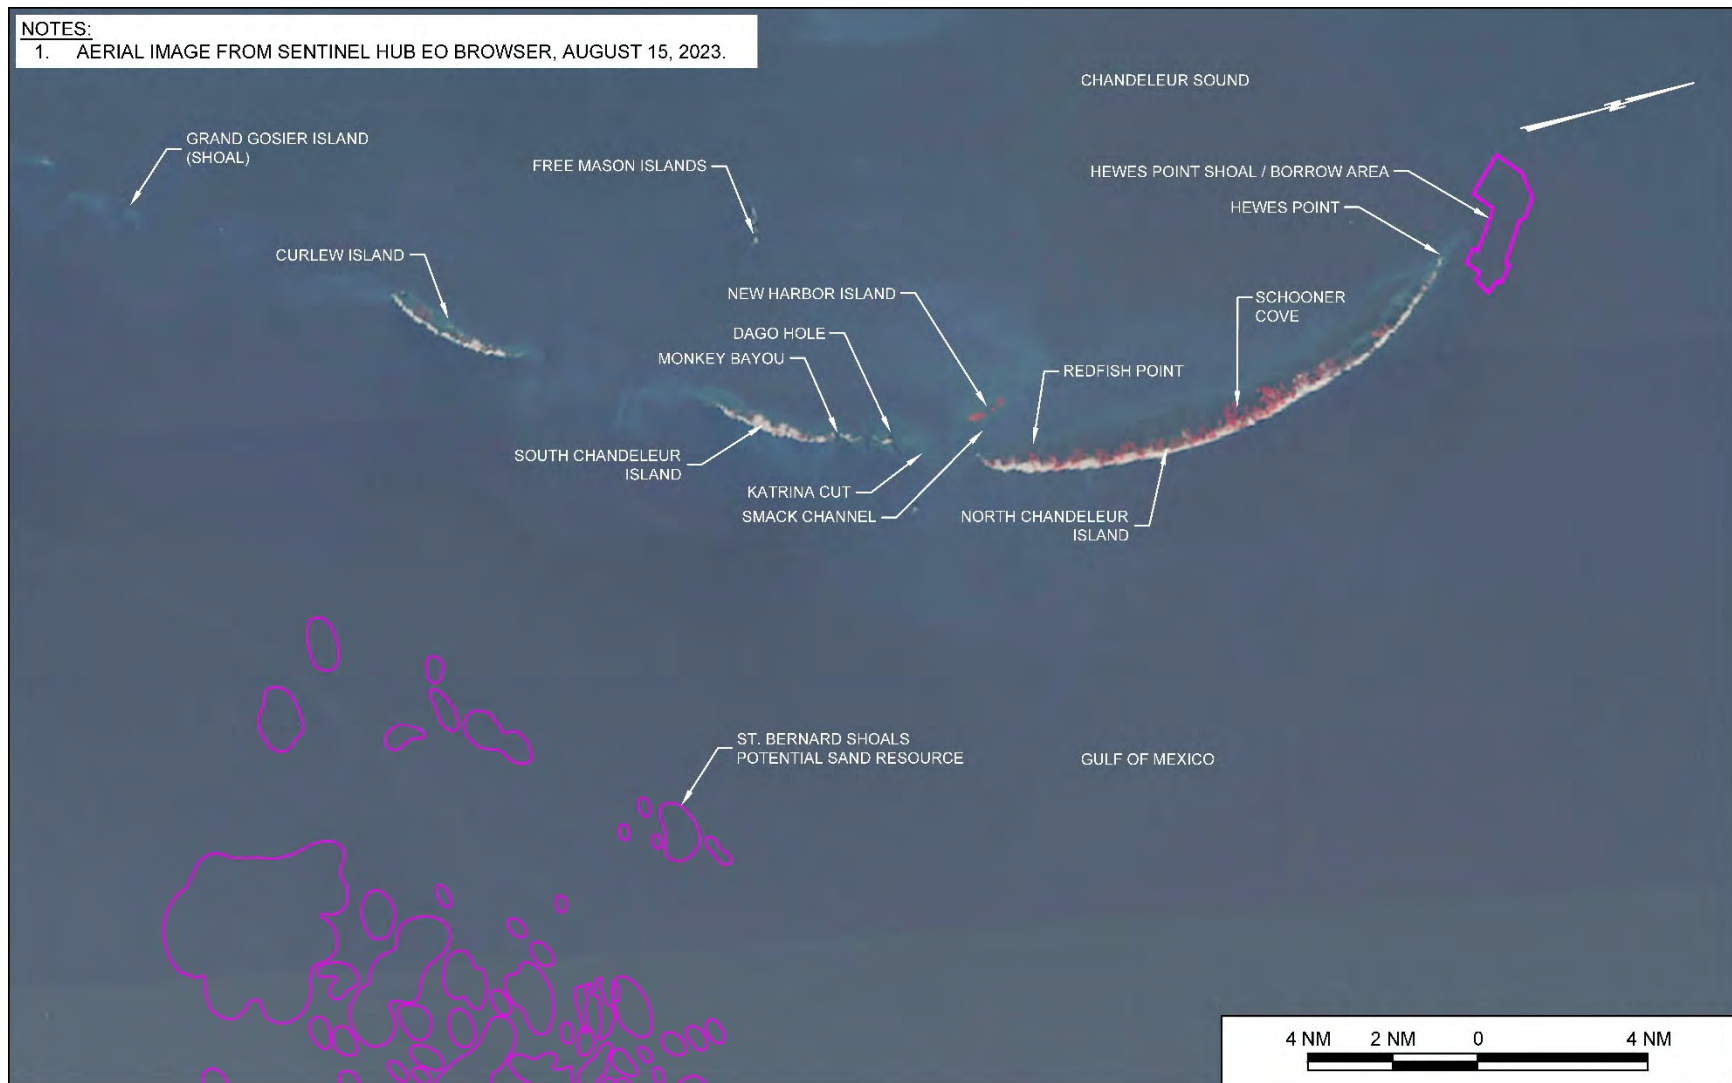 NOTES:
1. AERIAL IMAGE FROM SENTINEL HUB EO BROWSER, AUGUST 15, 2023.
CHANDELEUR SOUND
GRAND GOSIER ISLAND
(SHOAL)
FREE MASON ISLANDS
HEWES POINT SHOAL / BORROW AREA
HEWES POINT
CURLEW ISLAND
NEW HARBOR ISLAND
SCHOONER
COVE
DAGO HOLE
MONKEY BAYOU
REDFISH POINT
SOUTH CHANDELEUR
ISLAND
KATRINA CUT
SMACK CHANNEL
NORTH CHANDELEUR
ISLAND
ST. BERNARD SHOALS
POTENTIAL SAND RESOURCE
GULF OF MEXICO
4 NM 2 NM 0 4 NM